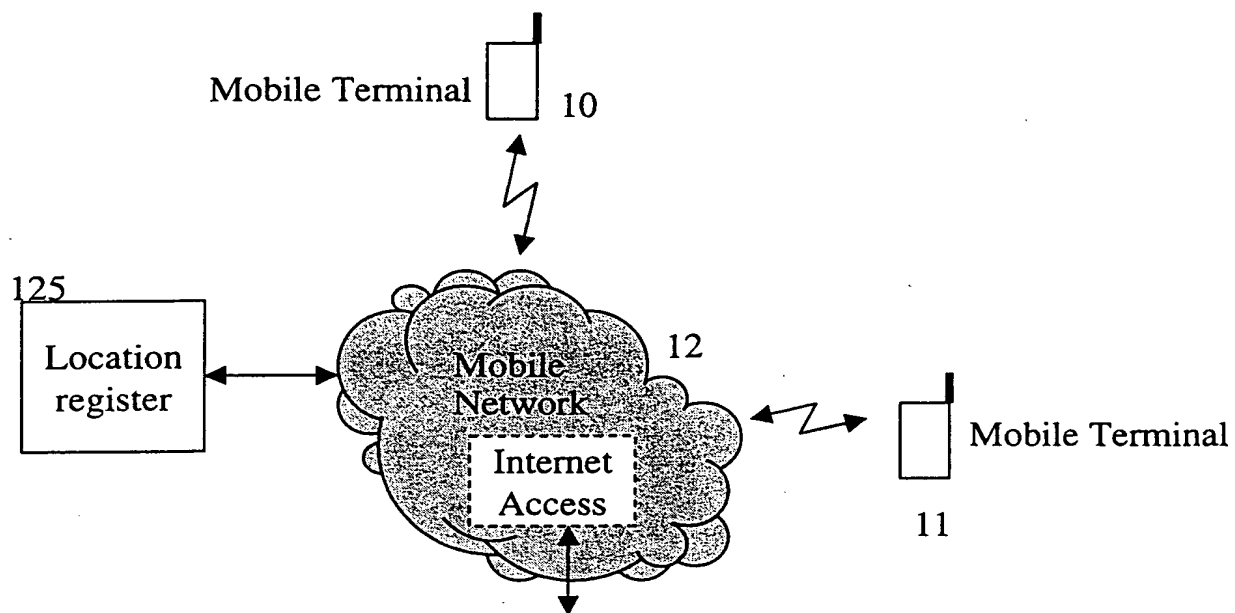 Mobile Terminal
10
125
Location
register
12
Mobile
Network
Internet
Access
Mobile Terminal
11